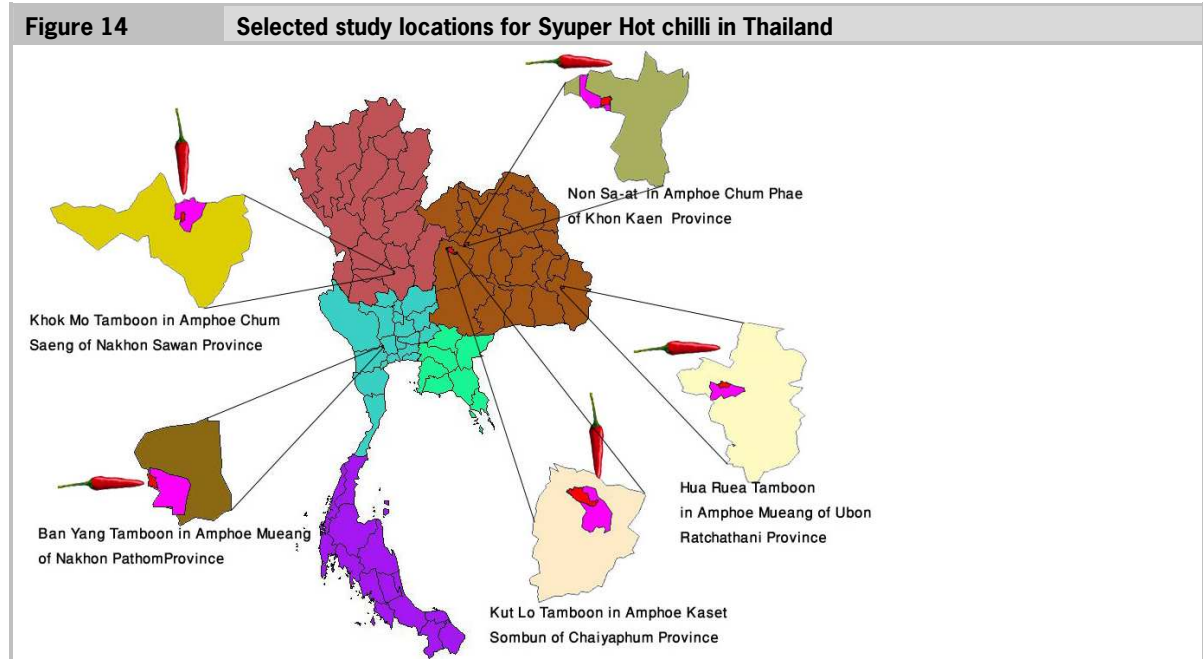 Figure 14 Selected study locations for Syuper Hot chilli in Thailand
Non Sa-at in Amphoe Chum Phae
of Khon Kaen Province
Khok Mo Tamboon in Amphoe Chum
Saeng of Nakhon Sawan Province
Ban Yang Tamboon in Amphoe Mueang
of Nakhon PathomProvince
Hua Ruea Tamboon
in Amphoe Mueang of Ubon
Ratchathani Province
Kut Lo Tamboon in Amphoe Kaset
Sombun of Chaiyaphum Province